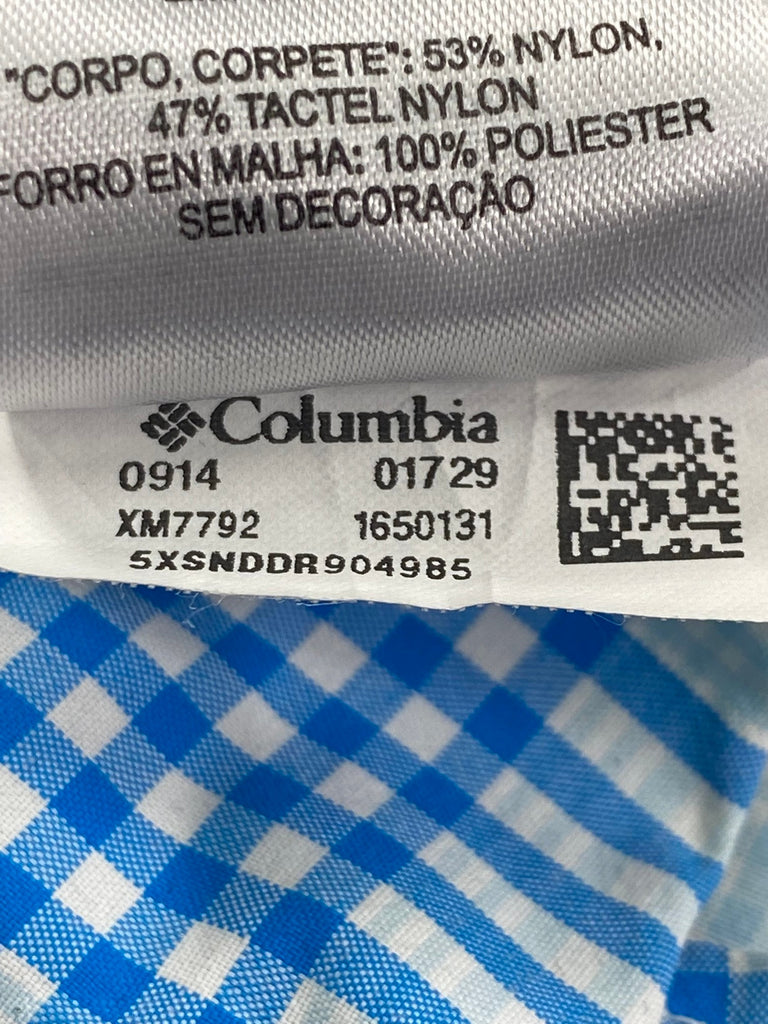 "CORPO, CORPETE": 53% NYLON,
47% TACTEL NYLON
FORRO EN MALHA: 100% POLIESTER
SEM DECORAÇÃO
Columbia
0914 01729
XM7792 1650131
5XSNDDR904985